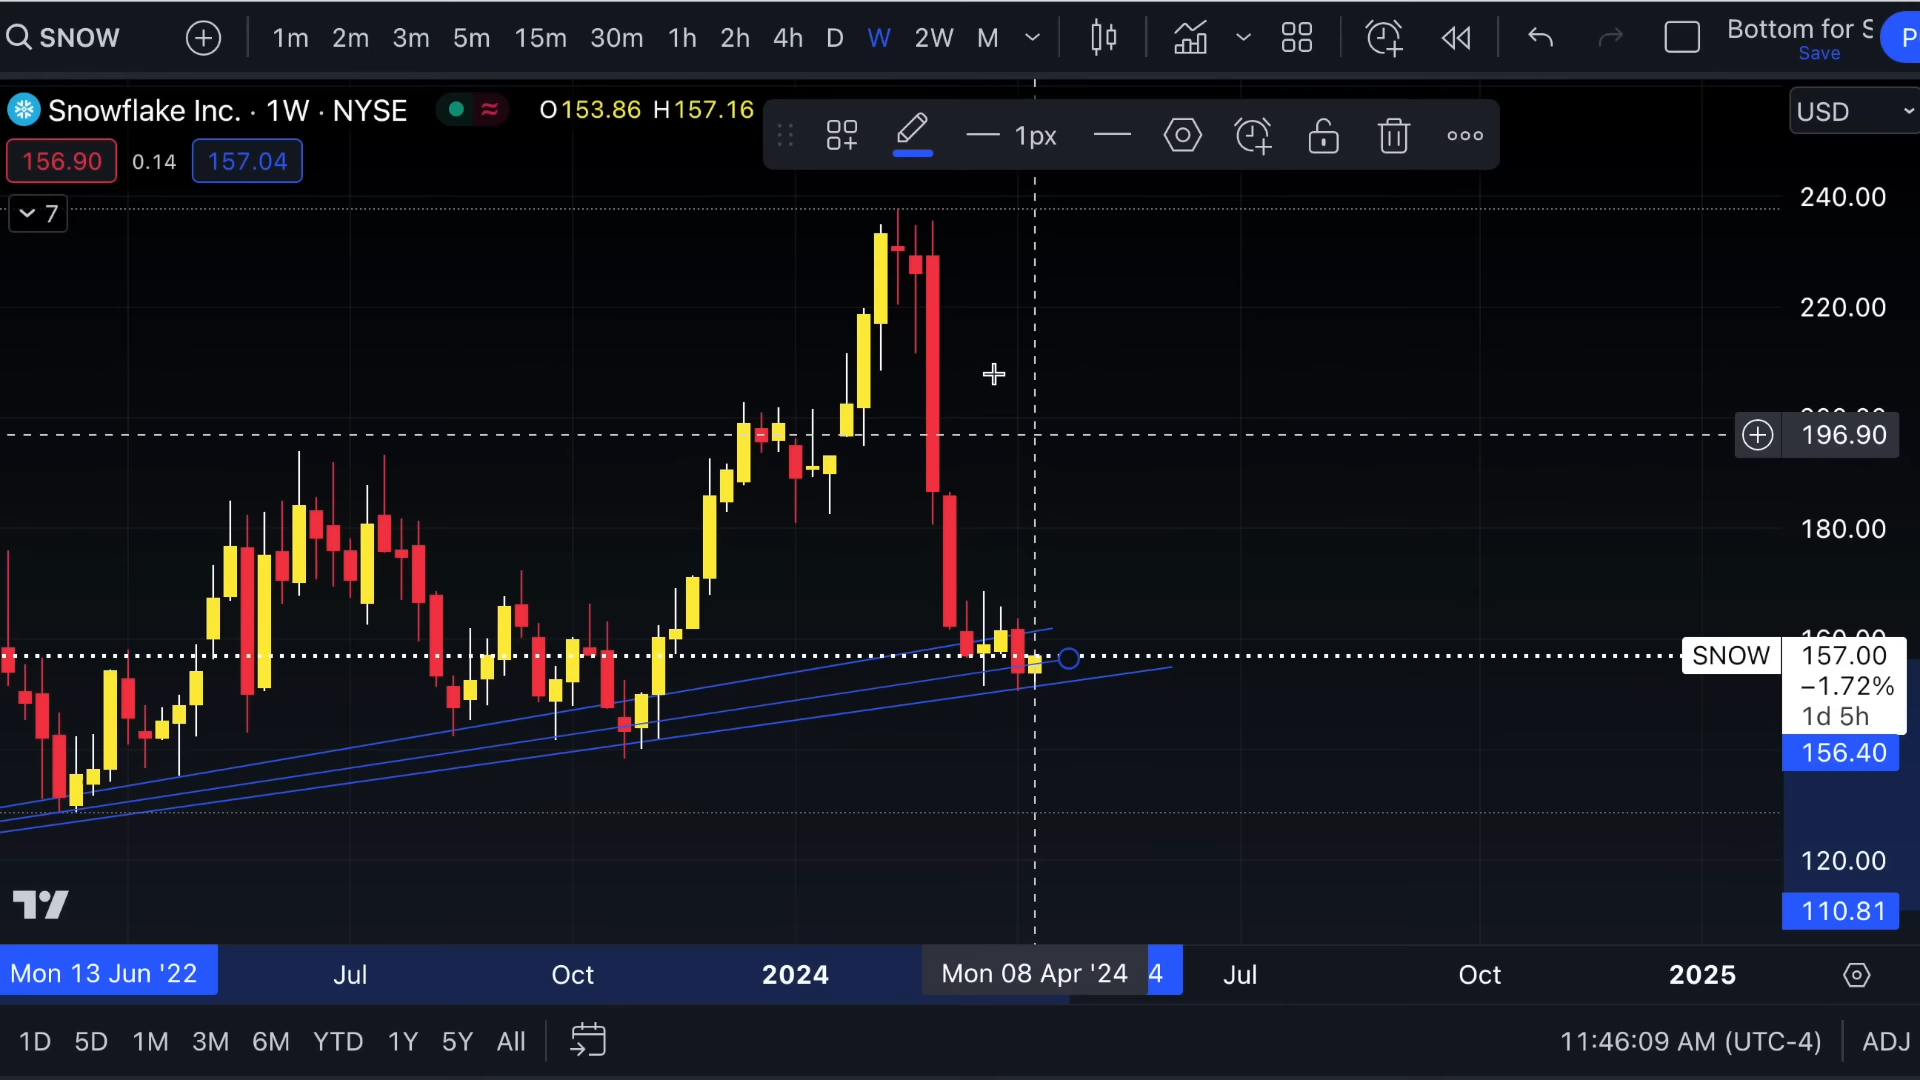 SNOW 1m 2m 3m 5m 15m 30m 1h 2h 4h D W 2W M Bottom for S P
Save
Snowflake Inc. · 1W · NYSE O153.86 H157.16 USD
1px
156.90 0.14 157.04
7
240.00
220.00
196.90
180.00
SNOW 157.00
−1.72%
1d 5h
156.40
120.00
110.81
Mon 13 Jun '22 Jul Oct 2024 Mon 08 Apr '24 4 Jul Oct 2025
1D 5D 1M 3M 6M YTD 1Y 5Y All 11:46:09 AM (UTC-4) ADJ